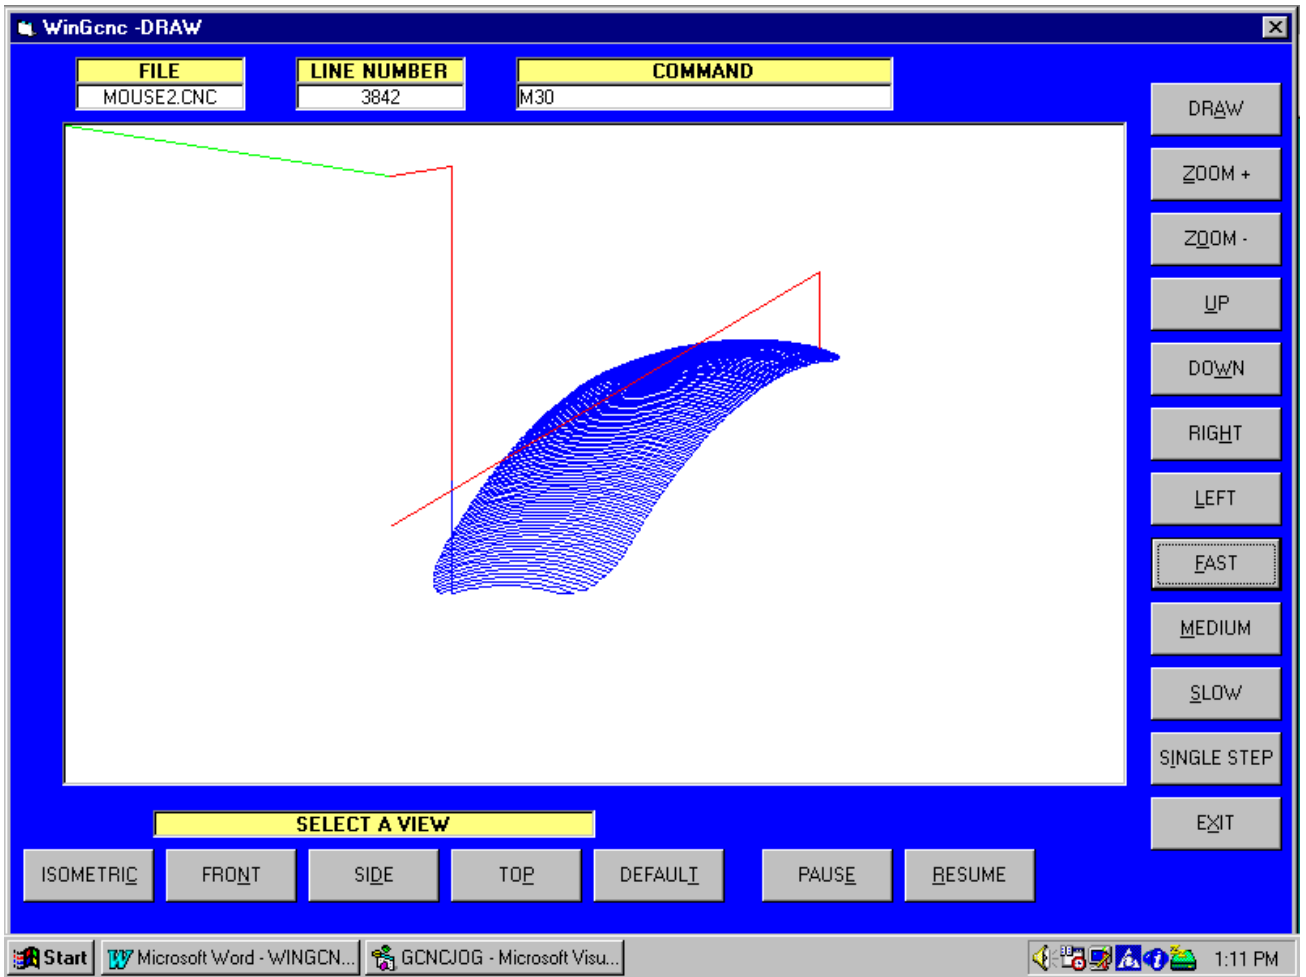 WinGcnc -DRAW
FILE
LINE NUMBER
COMMAND
MOUSE2.CNC
3842
M30
DRAW
ZOOM +
ZOOM -
UP
DOWN
RIGHT
LEFT
FAST
MEDIUM
SLOW
SINGLE STEP
EXIT
SELECT A VIEW
ISOMETRIC
FRONT
SIDE
TOP
DEFAULT
PAUSE
RESUME
Start
Microsoft Word - WINGCN...
GCNCJOG - Microsoft Visu...
1:11 PM